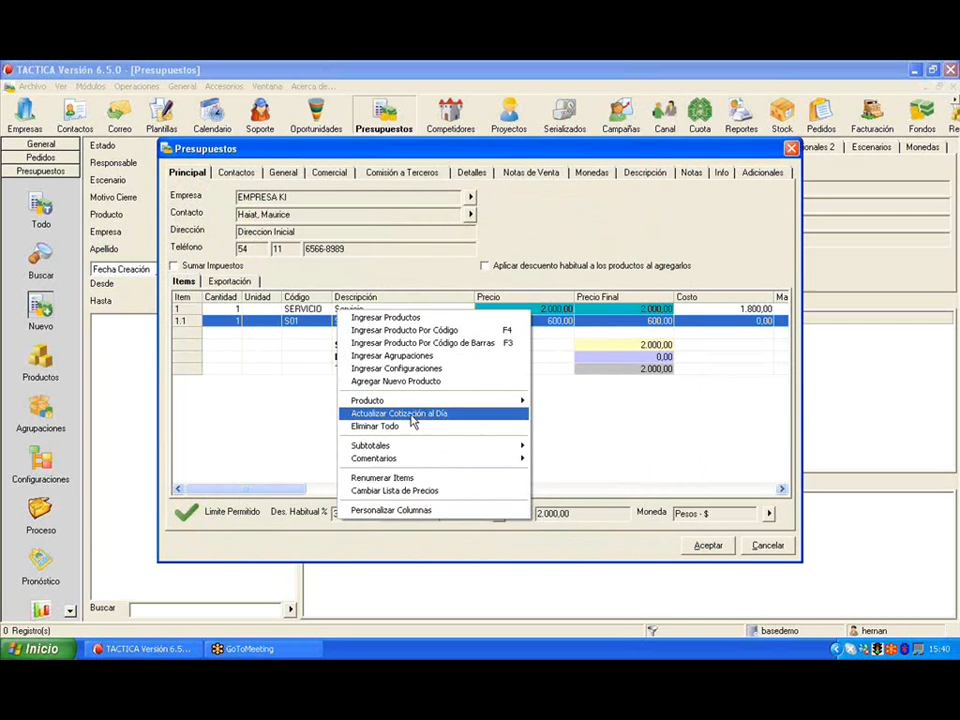 TACTICA Versión 6.5.0 - [Presupuestos]
Archivo Ver Módulos Operaciones General Accesorios Ventana Acerca de...
Empresas Contactos Correo Plantillas Calendario Soporte Oportunidades Presupuestos Competidores Proyectos Serializados Campañas Canal Cuota Reportes Stock Pedidos Facturación Fondos
General
Pedidos
Presupuestos
Todo
Buscar
Nuevo
Productos
Agrupaciones
Configuraciones
Proceso
Pronóstico
Estado
Responsable
Escenario
Motivo Cierre
Producto
Empresa
Apellido
Fecha Creación
Desde
Hasta
Buscar
Escenarios Monedas
Presupuestos
Principal Contactos General Comercial Comisión a Terceros Detalles Notas de Venta Monedas Descripción Notas Info Adicionales
Empresa EMPRESA KI
Contacto Haiat, Maurice
Dirección Direccion Inicial
Teléfono 54 11 6566-8989
Sumar Impuestos Aplicar descuento habitual a los productos al agregarlos
Items Exportación
Item Cantidad Unidad Código Descripción Precio Precio Final Costo Ma
1 1 SERVICIO Servicio 2.000,00 2.000,00 1.800,00
1.1 1 S01 600,00 600,00 0,00
2.000,00
0,00
2.000,00
Ingresar Productos
Ingresar Producto Por Código F4
Ingresar Producto Por Código de Barras F3
Ingresar Agrupaciones
Ingresar Configuraciones
Agregar Nuevo Producto
Producto
Actualizar Cotización al Día
Eliminar Todo
Subtotales
Comentarios
Renumerar Items
Cambiar Lista de Precios
Personalizar Columnas
Limite Permitido Des. Habitual % 2.000,00 Moneda Pesos - $
Aceptar Cancelar
0 Registro(s) basedemo hernan
Inicio TACTICA Versión 6.5.... GoToMeeting 15:40